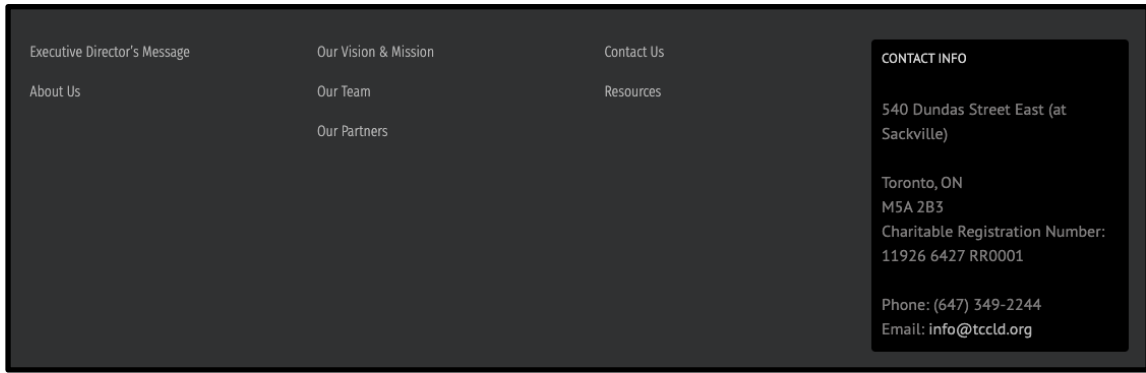 Executive Director's Message
About Us
Our Vision & Mission
Our Team
Our Partners
Contact Us
Resources
CONTACT INFO
540 Dundas Street East (at
Sackville)
Toronto, ON
M5A 2B3
Charitable Registration Number:
11926 6427 RR0001
Phone: (647) 349-2244
Email: info@tccld.org